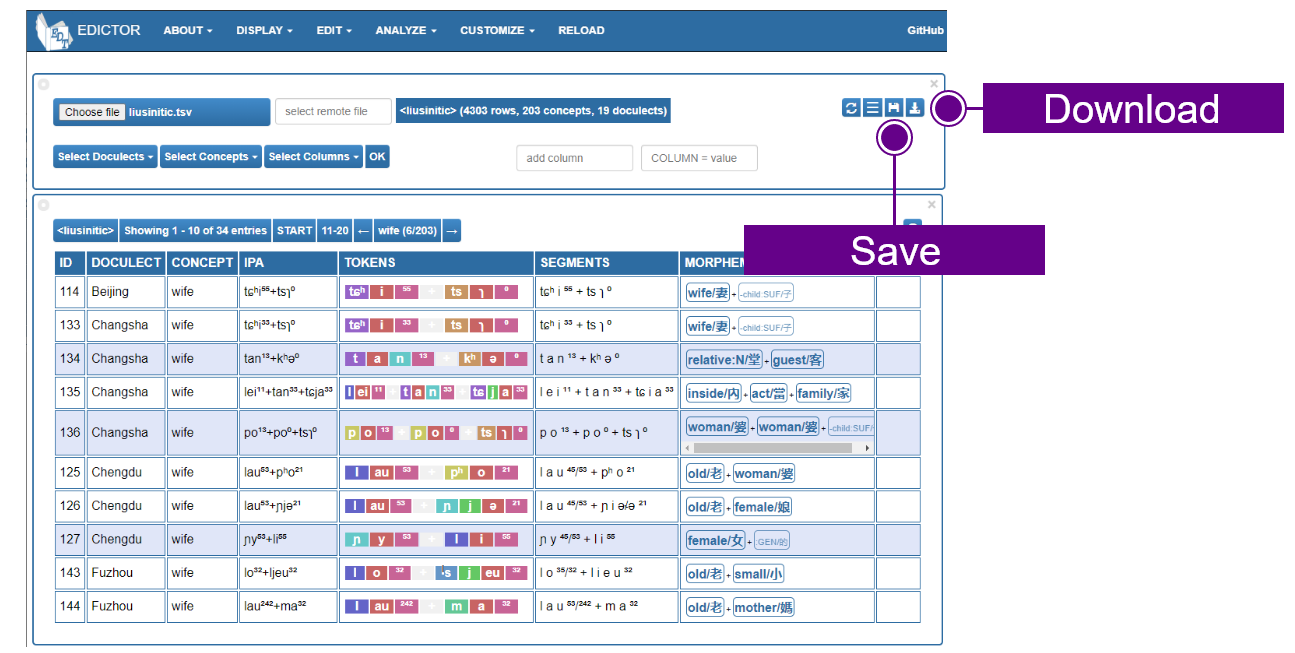 EDICTOR ABOUT DISPLAY EDIT ANALYZE CUSTOMIZE RELOAD GitHub
Choose file liusinitic.tsv select remote file <liusinitic> (4303 rows, 203 concepts, 19 doculects)
Download
Select Doculects Select Concepts Select Columns OK add column COLUMN = value
<liusinitic> Showing 1 - 10 of 34 entries START 11-20 ← wife (6/203) →
Save
ID DOCULECT CONCEPT IPA TOKENS SEGMENTS
114 Beijing wife tɕʰi⁵⁵+tsɿ⁰ tɕʰ i ⁵⁵ + ts ɿ ⁰ tɕʰ i ⁵⁵ + ts ɿ ⁰ wife/妻 + -child:SUF/子
133 Changsha wife tɕʰi³³+tsɿ⁰ tɕʰ i ³³ + ts ɿ ⁰ tɕʰ i ³³ + ts ɿ ⁰ wife/妻 + -child:SUF/子
134 Changsha wife tan¹³+kʰə⁰ t a n ¹³ + kʰ ə ⁰ t a n ¹³ + kʰ ə ⁰ relative:N/堂 + guest/客
135 Changsha wife lei¹¹+tan³³+tɕja³³ l ei ¹¹ + t a n ³³ + tɕ j a ³³ l e i ¹¹ + t a n ³³ + tɕ i a ³³ inside/内 + act/當 + family/家
136 Changsha wife po¹³+po⁰+tsɿ⁰ p o ¹³ + p o ⁰ + ts ɿ ⁰ p o ¹³ + p o ⁰ + ts ɿ ⁰ woman/婆 + woman/婆 + -child:SUF/
125 Chengdu wife lau⁵³+pʰo²¹ l au ⁵³ + pʰ o ²¹ l a u ⁴⁵/⁵³ + pʰ o ²¹ old/老 + woman/婆
126 Chengdu wife lau⁵³+ɲjə²¹ l au ⁵³ + ɲ j ə ²¹ l a u ⁴⁵/⁵³ + ɲ i ɘ/ə ²¹ old/老 + female/娘
127 Chengdu wife ɲy⁵³+li⁵⁵ ɲ y ⁵³ + l i ⁵⁵ ɲ y ⁴⁵/⁵³ + l i ⁵⁵ female/女 + :GEN/的
143 Fuzhou wife lo³²+ljeu³² l o ³² + s j eu ³² l o ³⁵/³² + l i e u ³² old/老 + small/小
144 Fuzhou wife lau²⁴²+ma³² l au ²⁴² + m a ³² l a u ⁵³/²⁴² + m a ³² old/老 + mother/媽